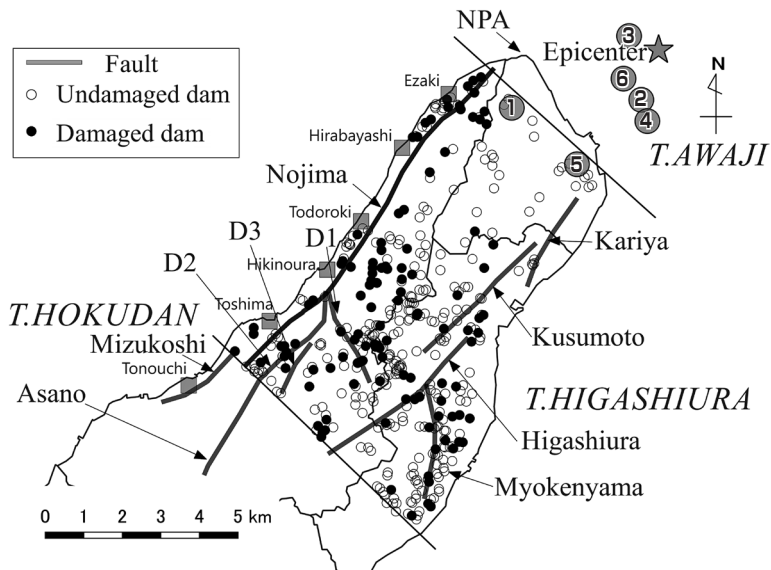 NPA
Epicenter
3
6
2
4
N
T.AWAJI
1
5
Fault
Undamaged dam
Damaged dam
Ezaki
Hirabayashi
Nojima
Todoroki
D3
D1
D2
Hikinoura
Kariya
T.HOKUDAN
Toshima
Kusumoto
Mizukoshi
Tonouchi
Asano
T.HIGASHIURA
Higashiura
Myokenyama
0 1 2 3 4 5 km